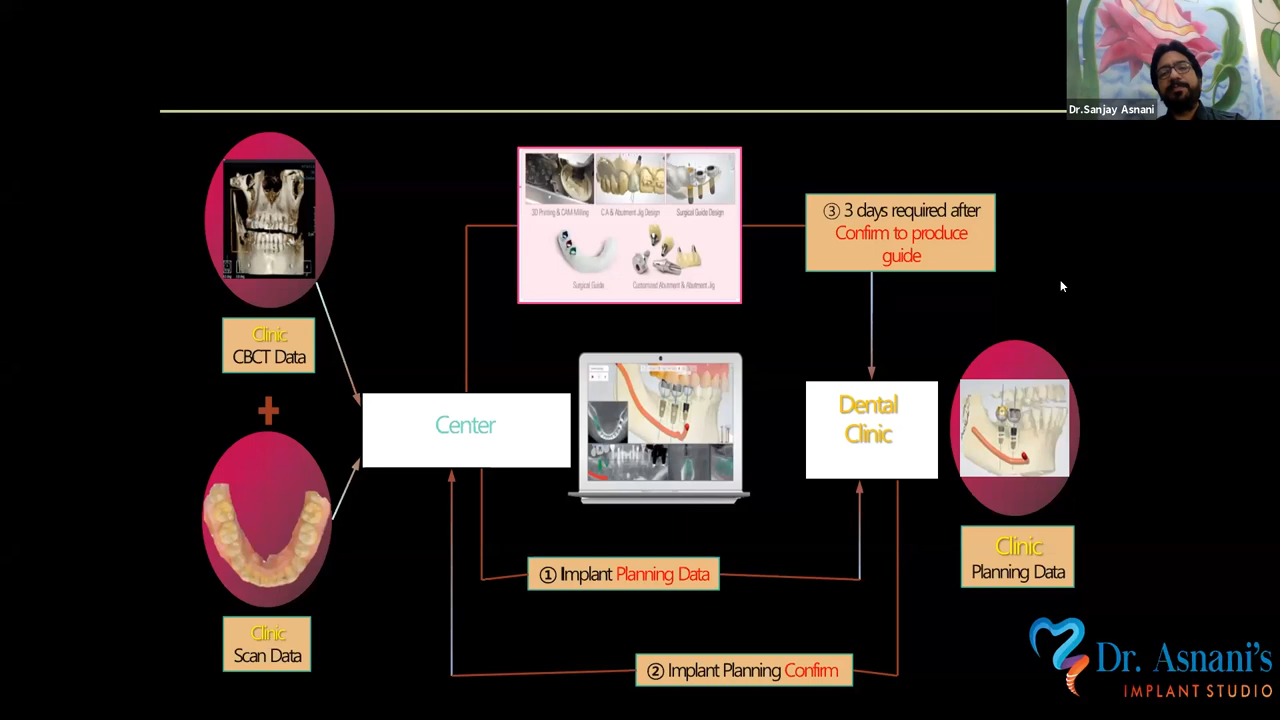 Dr.Sanjay Asnani
3D Printing & CAM Milling
C.A & Abutment Jig Design
Surgical Guide Design
Surgical Guide
Customized Abutment & Abutment Jig
③ 3 days required after
Confirm to produce
guide
Clinic
CBCT Data
+
Center
Dental
Clinic
Clinic
Scan Data
① Implant Planning Data
② Implant Planning Confirm
Clinic
Planning Data
Dr. Asnani's
IMPLANT STUDIO